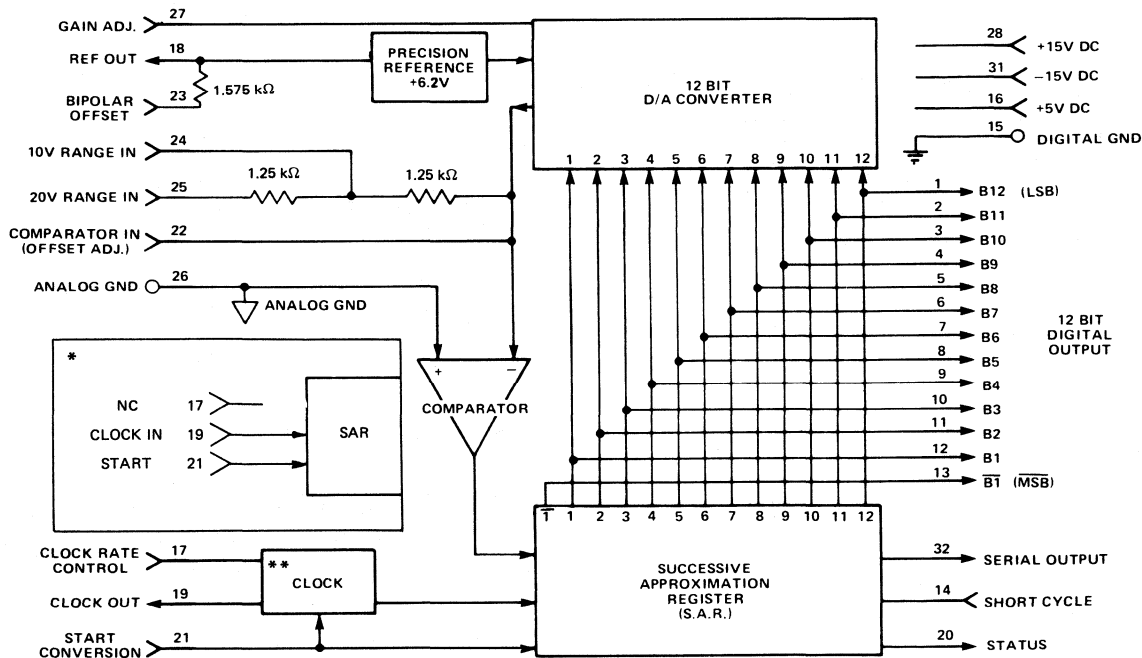 GAIN ADJ. 27
REF OUT 18
PRECISION
REFERENCE
+6.2V
1.575 kΩ
BIPOLAR
OFFSET 23
10V RANGE IN 24
20V RANGE IN 25
1.25 kΩ 1.25 kΩ
COMPARATOR IN
(OFFSET ADJ.) 22
ANALOG GND 26
ANALOG GND
12 BIT
D/A CONVERTER
1 2 3 4 5 6 7 8 9 10 11 12
28 +15V DC
31 −15V DC
16 +5V DC
15 DIGITAL GND
1 B12 (LSB)
2 B11
3 B10
4 B9
5 B8
6 B7
7 B6
8 B5
9 B4
10 B3
11 B2
12 B1
13 B̅1̅ (M̅S̅B̅)
12 BIT
DIGITAL
OUTPUT
*
NC 17
CLOCK IN 19
START 21
SAR
+ −
COMPARATOR
CLOCK RATE
CONTROL 17
CLOCK OUT 19
START
CONVERSION 21
**
CLOCK
1̅ 1 2 3 4 5 6 7 8 9 10 11 12
SUCCESSIVE
APPROXIMATION
REGISTER
(S.A.R.)
32 SERIAL OUTPUT
14 SHORT CYCLE
20 STATUS